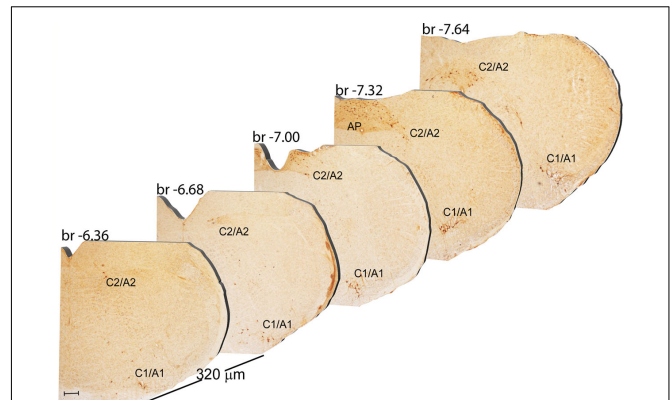 br -7.64
C2/A2
C1/A1
br -7.32
AP
C2/A2
C1/A1
br -7.00
C2/A2
C1/A1
br -6.68
C2/A2
C1/A1
br -6.36
C2/A2
C1/A1
320 μm